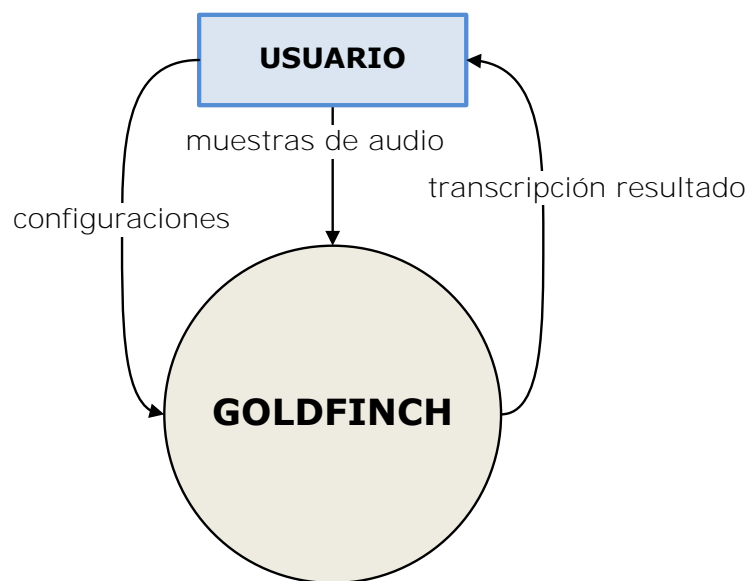 USUARIO
muestras de audio
transcripción resultado
configuraciones
GOLDFINCH